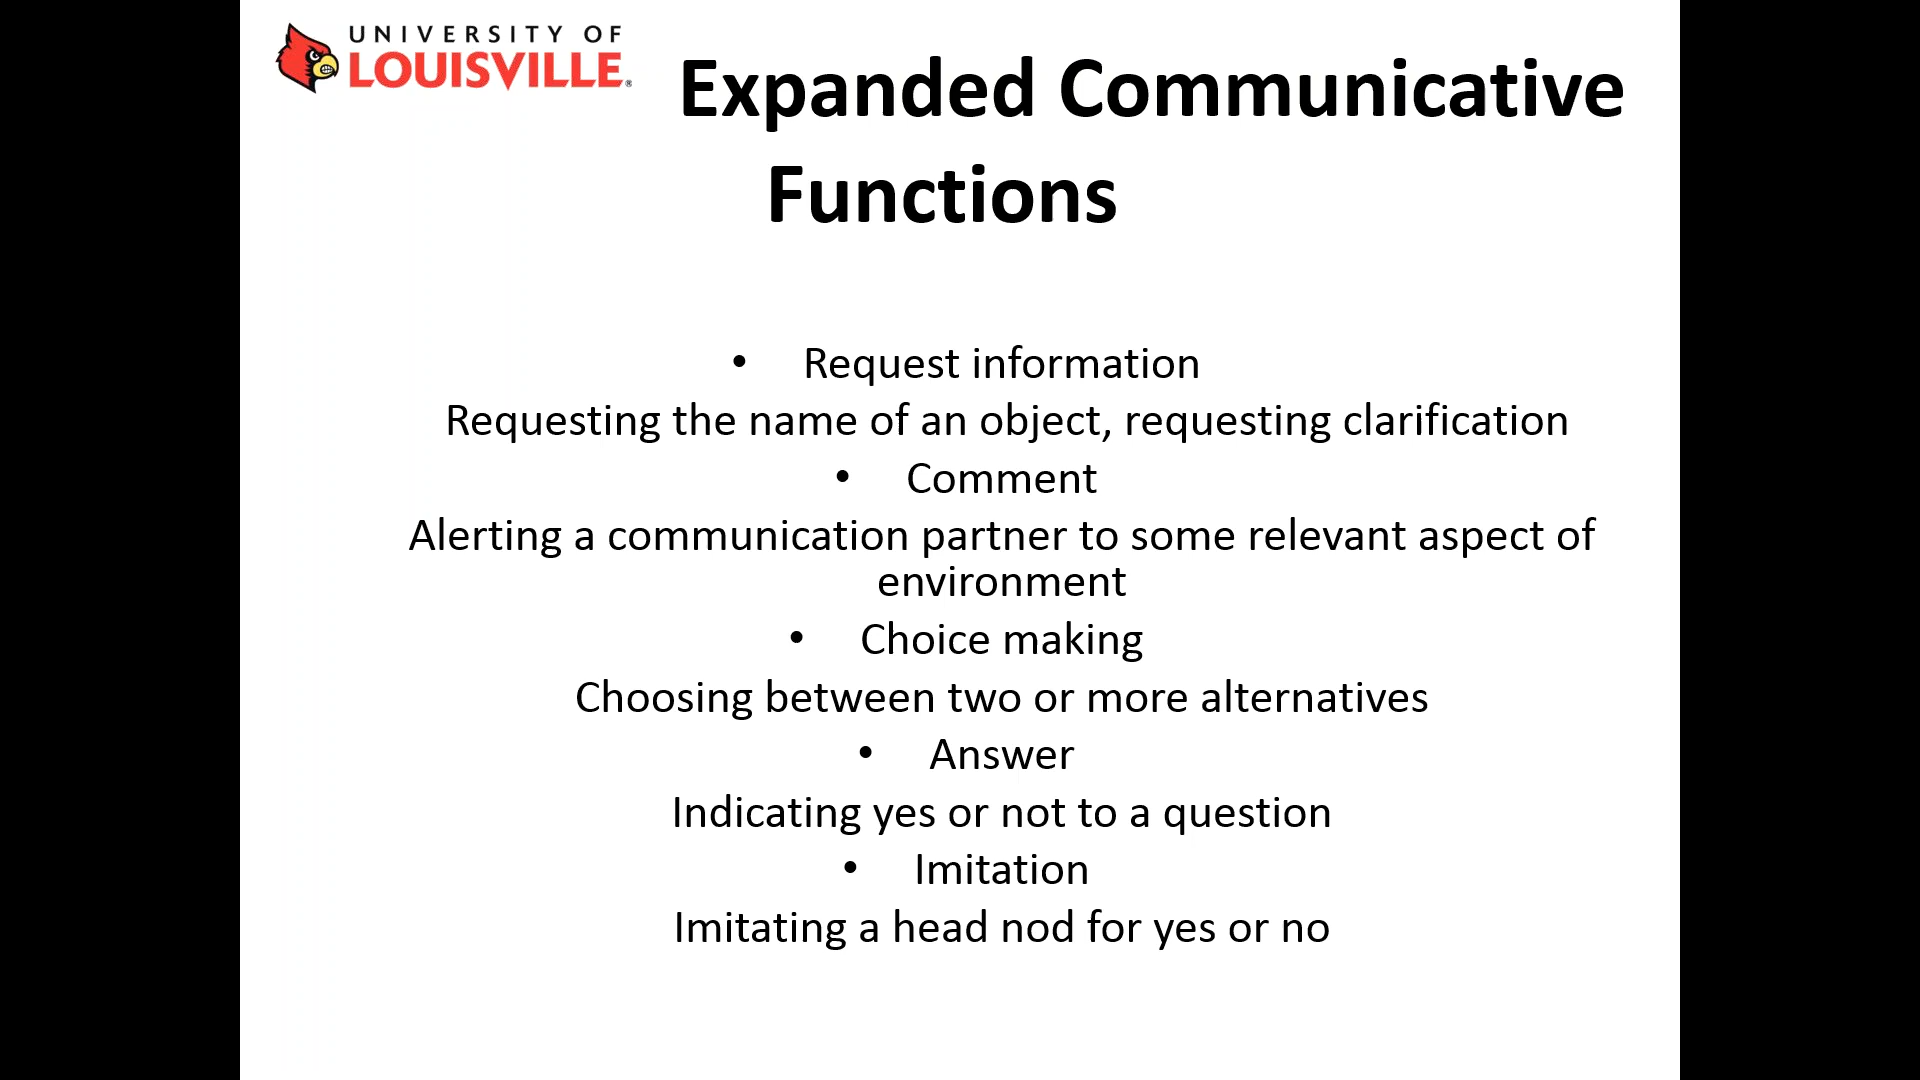 UNIVERSITY OF
LOUISVILLE®
Expanded Communicative
Functions
• Request information
Requesting the name of an object, requesting clarification
• Comment
Alerting a communication partner to some relevant aspect of
environment
• Choice making
Choosing between two or more alternatives
• Answer
Indicating yes or not to a question
• Imitation
Imitating a head nod for yes or no